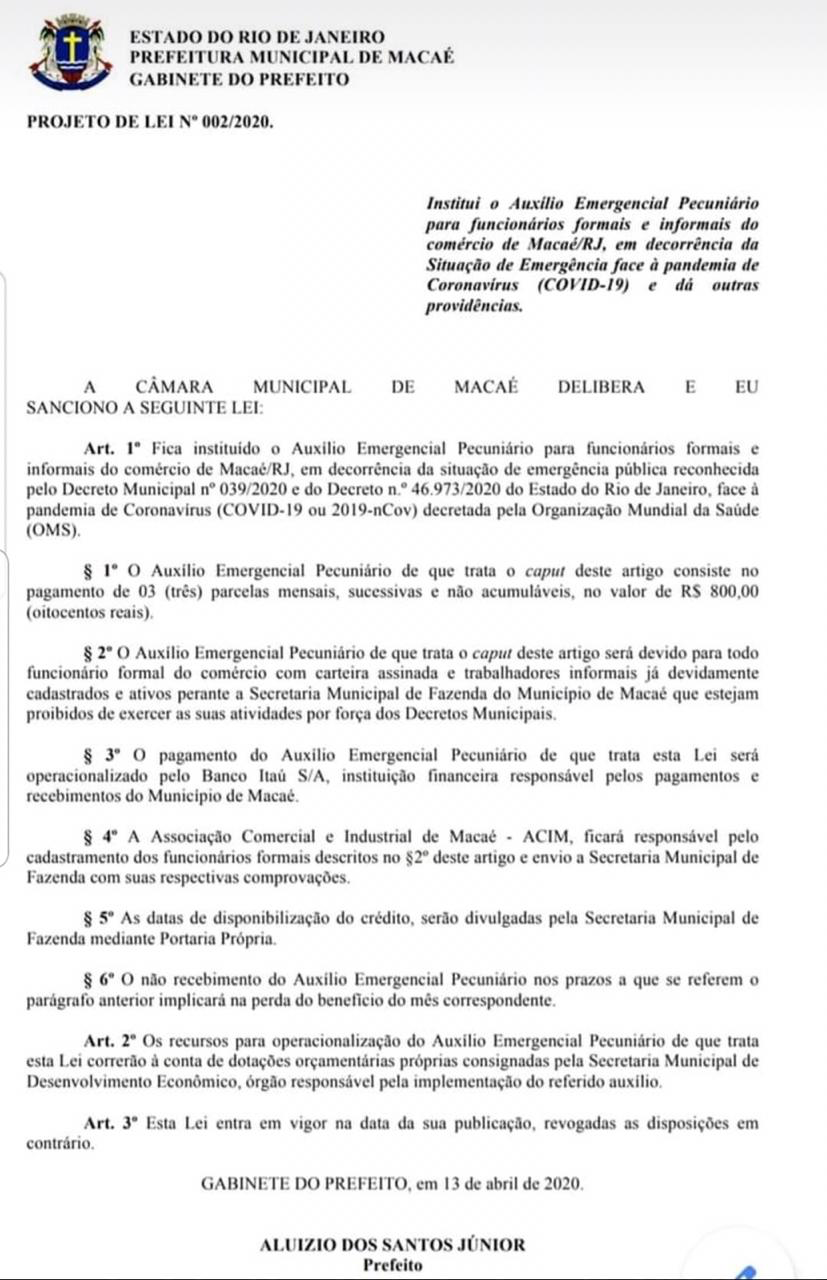 ESTADO DO RIO DE JANEIRO
PREFEITURA MUNICIPAL DE MACAÉ
GABINETE DO PREFEITO
PROJETO DE LEI Nº 002/2020.
Institui o Auxílio Emergencial Pecuniário
para funcionários formais e informais do
comércio de Macaé/RJ, em decorrência da
Situação de Emergência face à pandemia de
Coronavírus (COVID-19) e dá outras
providências.
A CÂMARA MUNICIPAL DE MACAÉ DELIBERA E EU
SANCIONO A SEGUINTE LEI:
Art. 1º Fica instituído o Auxílio Emergencial Pecuniário para funcionários formais e
informais do comércio de Macaé/RJ, em decorrência da situação de emergência pública reconhecida
pelo Decreto Municipal nº 039/2020 e do Decreto n.º 46.973/2020 do Estado do Rio de Janeiro, face à
pandemia de Coronavírus (COVID-19 ou 2019-nCov) decretada pela Organização Mundial da Saúde
(OMS).
§ 1º O Auxílio Emergencial Pecuniário de que trata o caput deste artigo consiste no
pagamento de 03 (três) parcelas mensais, sucessivas e não acumuláveis, no valor de R$ 800,00
(oitocentos reais).
§ 2º O Auxílio Emergencial Pecuniário de que trata o caput deste artigo será devido para todo
funcionário formal do comércio com carteira assinada e trabalhadores informais já devidamente
cadastrados e ativos perante a Secretaria Municipal de Fazenda do Município de Macaé que estejam
proibidos de exercer as suas atividades por força dos Decretos Municipais.
§ 3º O pagamento do Auxílio Emergencial Pecuniário de que trata esta Lei será
operacionalizado pelo Banco Itaú S/A, instituição financeira responsável pelos pagamentos e
recebimentos do Município de Macaé.
§ 4º A Associação Comercial e Industrial de Macaé - ACIM, ficará responsável pelo
cadastramento dos funcionários formais descritos no §2º deste artigo e envio a Secretaria Municipal de
Fazenda com suas respectivas comprovações.
§ 5º As datas de disponibilização do crédito, serão divulgadas pela Secretaria Municipal de
Fazenda mediante Portaria Própria.
§ 6º O não recebimento do Auxílio Emergencial Pecuniário nos prazos a que se referem o
parágrafo anterior implicará na perda do benefício do mês correspondente.
Art. 2º Os recursos para operacionalização do Auxílio Emergencial Pecuniário de que trata
esta Lei correrão à conta de dotações orçamentárias próprias consignadas pela Secretaria Municipal de
Desenvolvimento Econômico, órgão responsável pela implementação do referido auxílio.
Art. 3º Esta Lei entra em vigor na data da sua publicação, revogadas as disposições em
contrário.
GABINETE DO PREFEITO, em 13 de abril de 2020.
ALUIZIO DOS SANTOS JÚNIOR
Prefeito